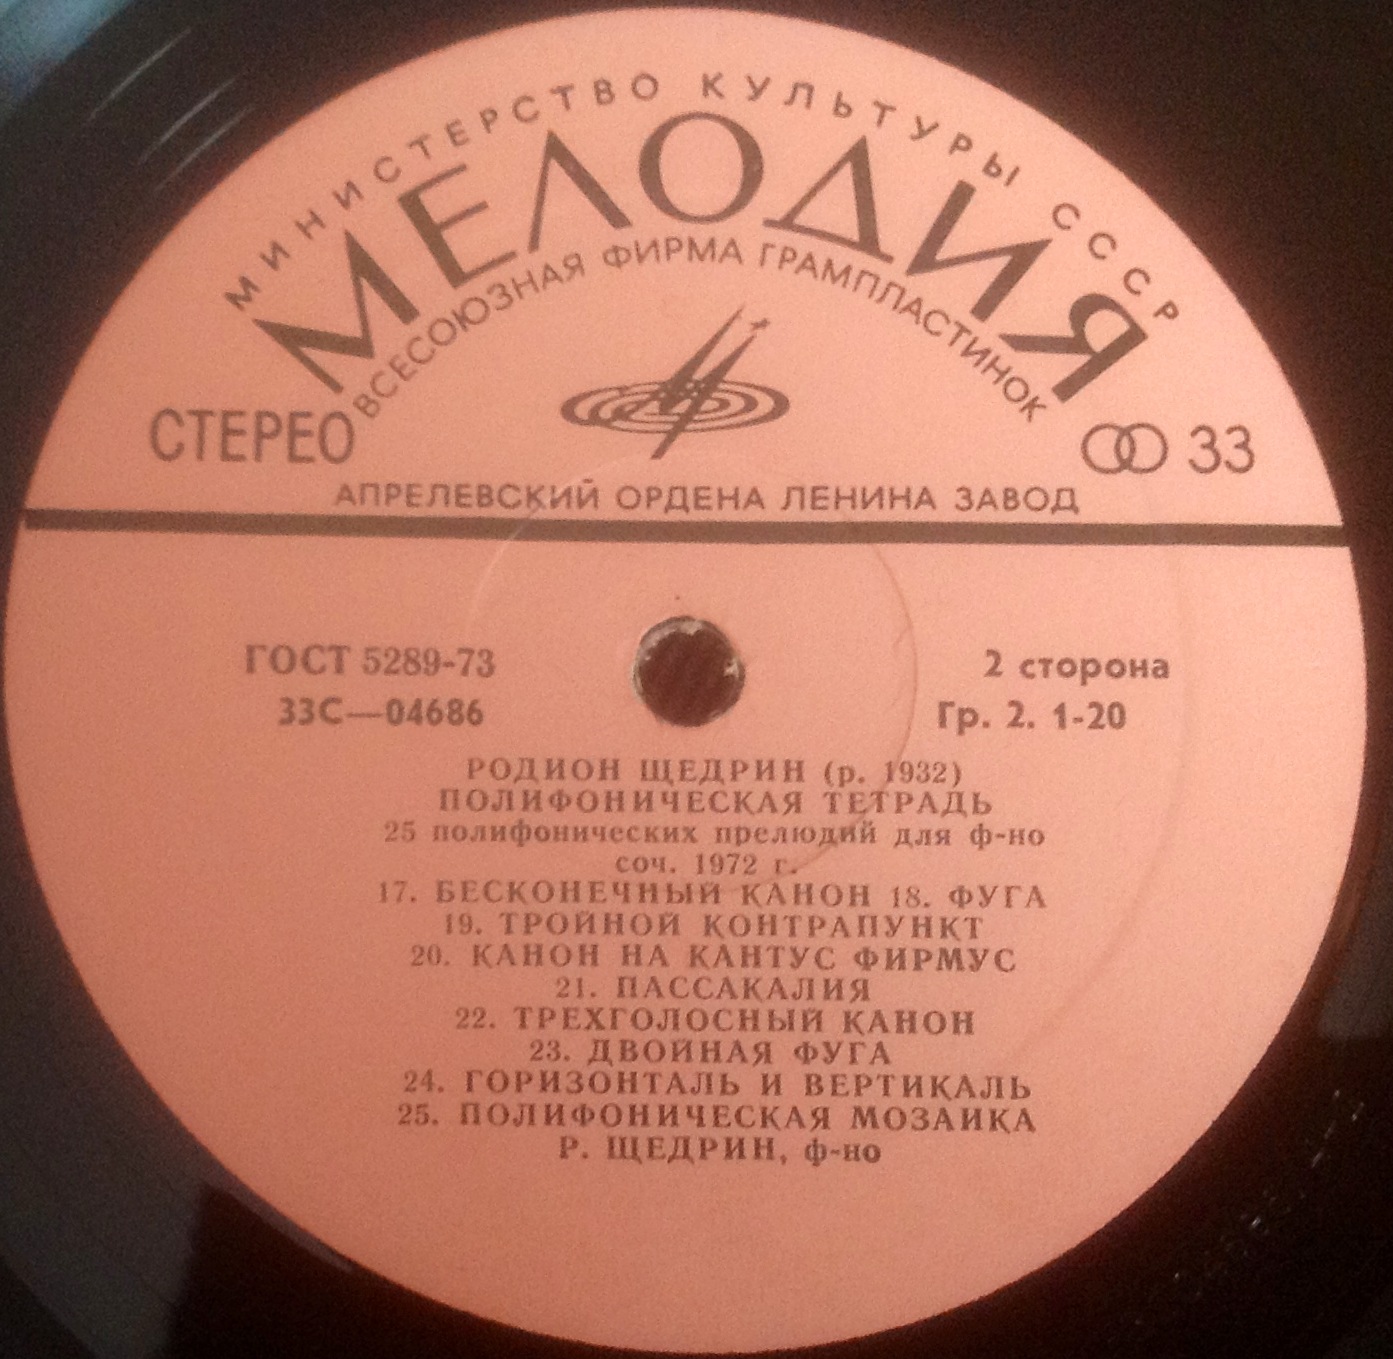 МИНИСТЕРСТВО КУЛЬТУРЫ СССР
МЕЛОДИЯ
ВСЕСОЮЗНАЯ ФИРМА ГРАМПЛАСТИНОК
СТЕРЕО
33
АПРЕЛЕВСКИЙ ОРДЕНА ЛЕНИНА ЗАВОД
ГОСТ 5289-73
2 сторона
33С—04686
Гр. 2. 1-20
РОДИОН ЩЕДРИН (р. 1932)
ПОЛИФОНИЧЕСКАЯ ТЕТРАДЬ
25 полифонических прелюдий для ф-но
соч. 1972 г.
17. БЕСКОНЕЧНЫЙ КАНОН 18. ФУГА
19. ТРОЙНОЙ КОНТРАПУНКТ
20. КАНОН НА КАНТУС ФИРМУС
21. ПАССАКАЛИЯ
22. ТРЕХГОЛОСНЫЙ КАНОН
23. ДВОЙНАЯ ФУГА
24. ГОРИЗОНТАЛЬ И ВЕРТИКАЛЬ
25. ПОЛИФОНИЧЕСКАЯ МОЗАИКА
Р. ЩЕДРИН, ф-но